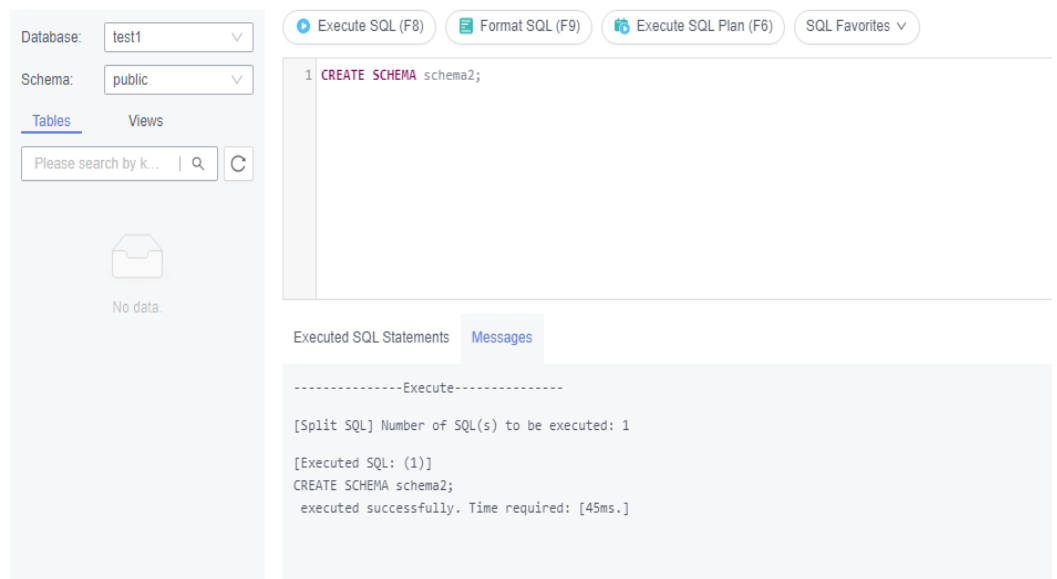 Database:
test1
Schema:
public
Tables
Views
Please search by k...
No data.
Execute SQL (F8)
Format SQL (F9)
Execute SQL Plan (F6)
SQL Favorites
1 CREATE SCHEMA schema2;
Executed SQL Statements
Messages
---------------Execute---------------
[Split SQL] Number of SQL(s) to be executed: 1
[Executed SQL: (1)]
CREATE SCHEMA schema2;
executed successfully. Time required: [45ms.]